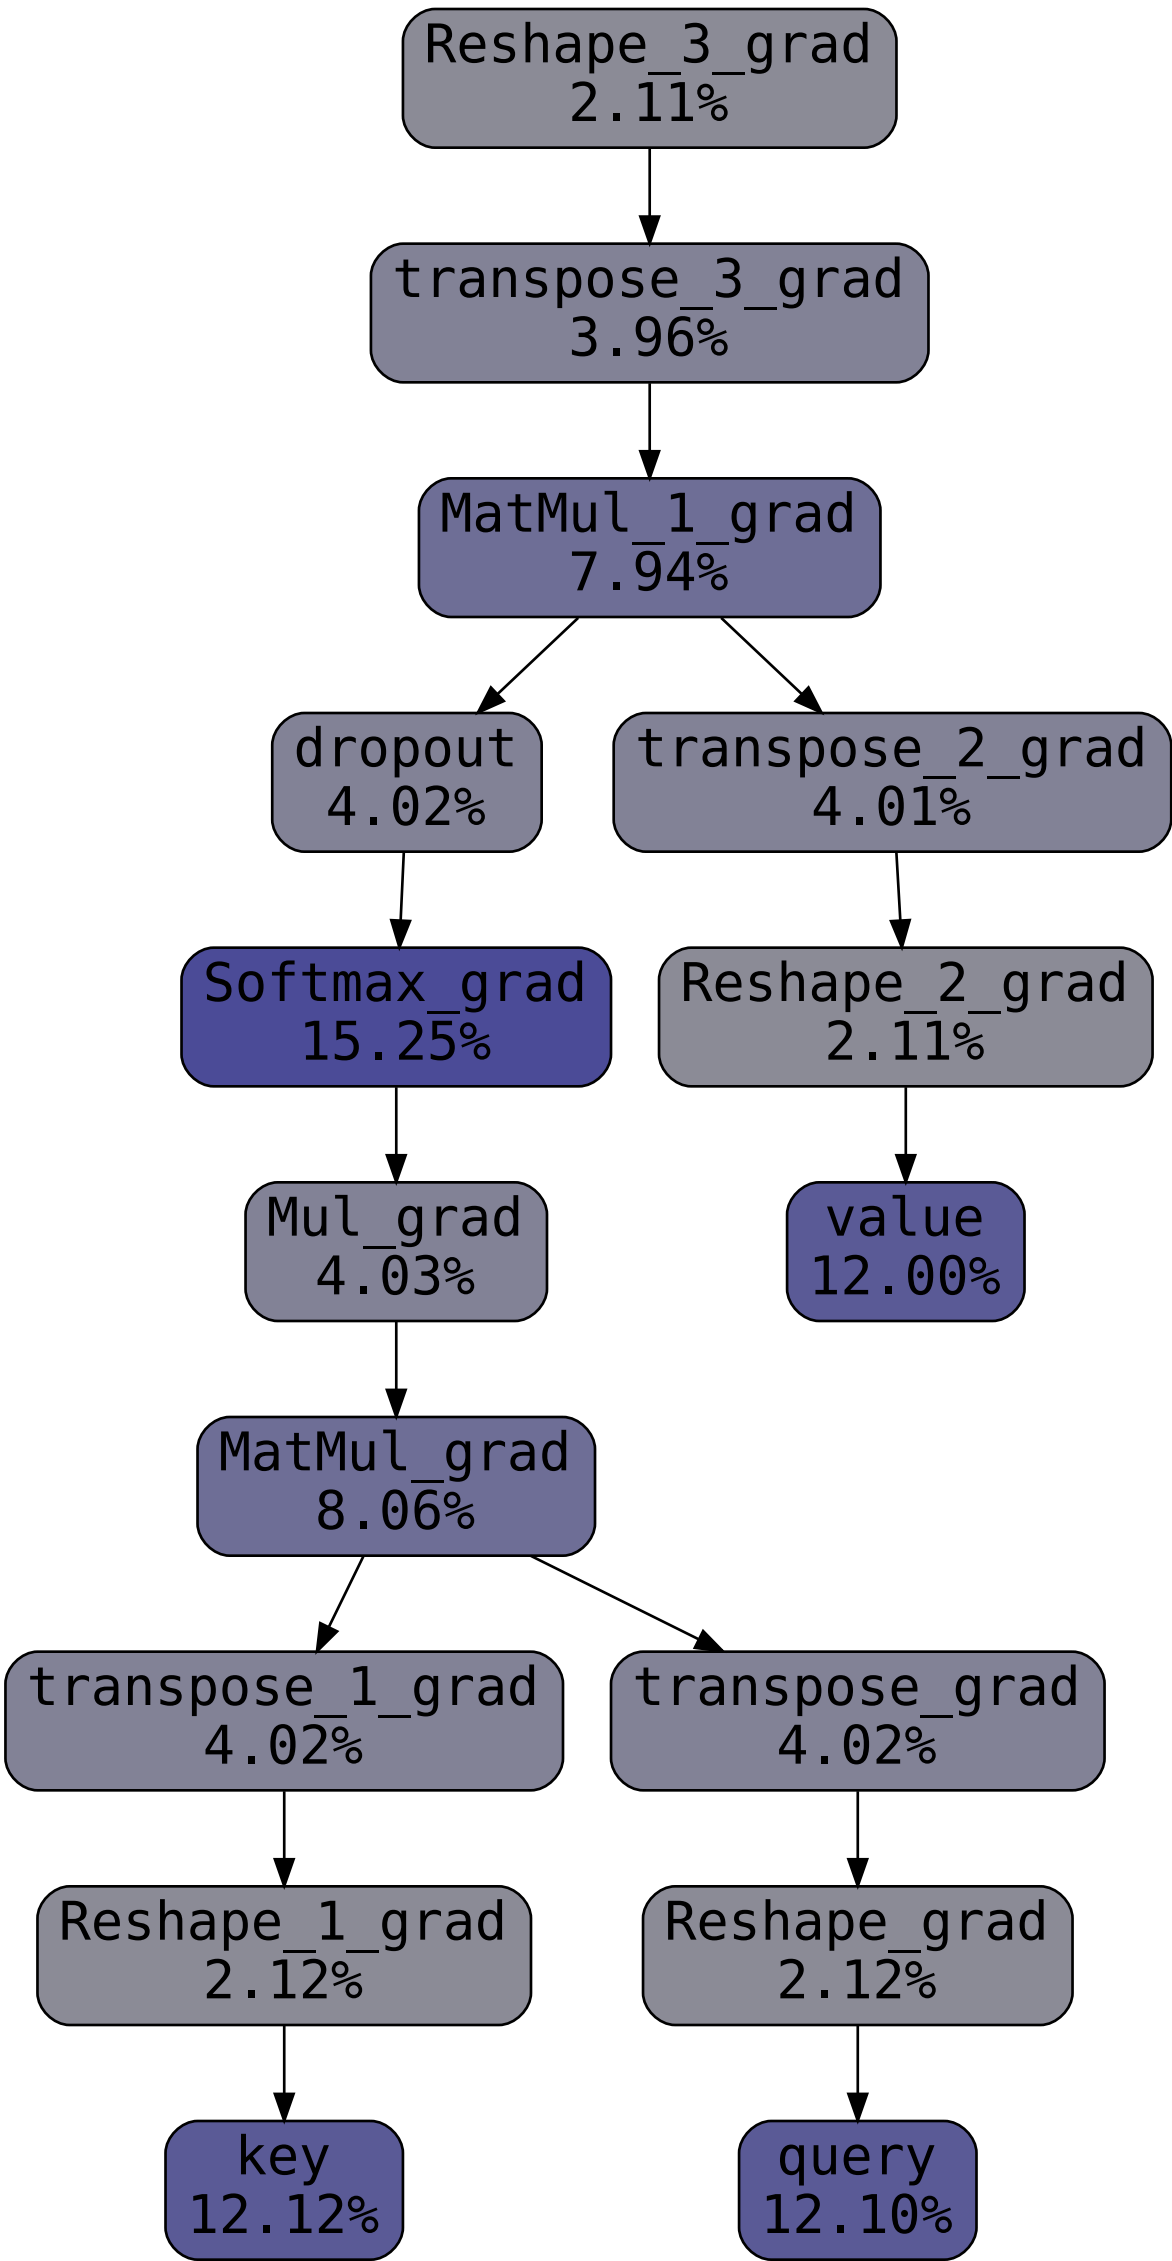 Reshape_3_grad
2.11%
transpose_3_grad
3.96%
MatMul_1_grad
7.94%
dropout
4.02%
transpose_2_grad
4.01%
Softmax_grad
15.25%
Reshape_2_grad
2.11%
Mul_grad
4.03%
value
12.00%
MatMul_grad
8.06%
transpose_1_grad
4.02%
transpose_grad
4.02%
Reshape_1_grad
2.12%
Reshape_grad
2.12%
key
12.12%
query
12.10%